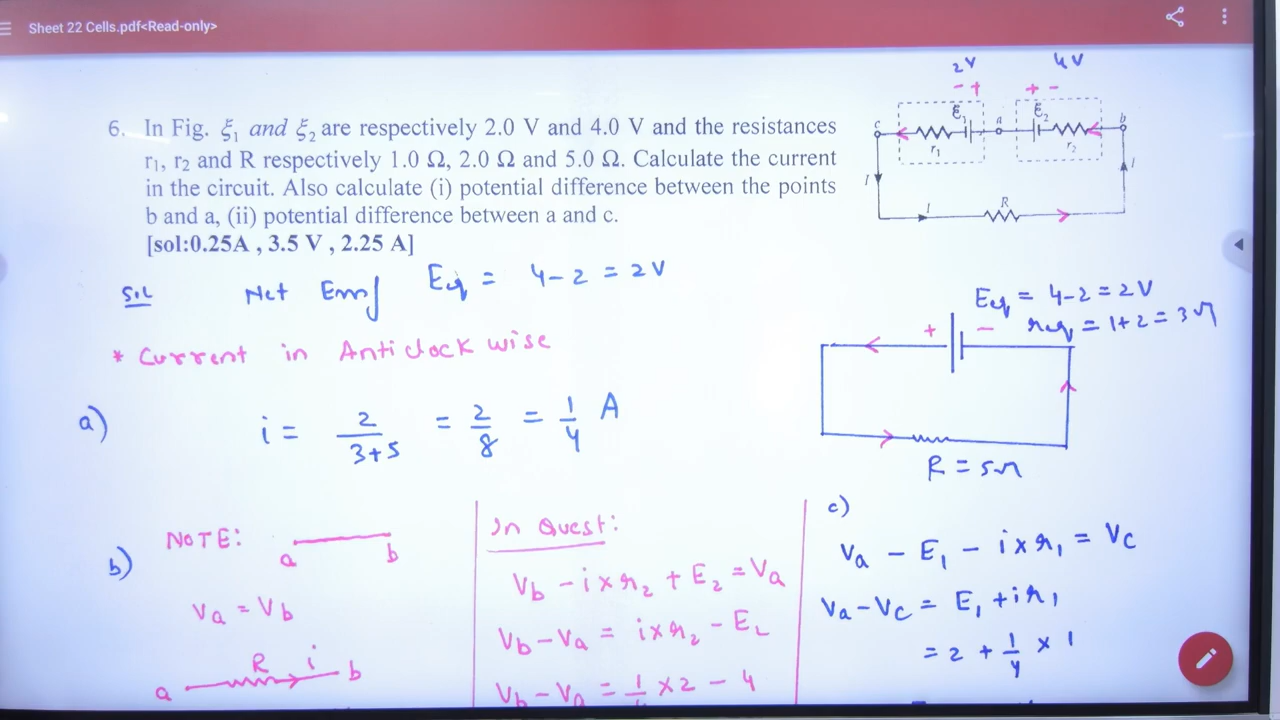 Sheet 22 Cells.pdf<Read-only>
6. In Fig. ξ1 and ξ2 are respectively 2.0 V and 4.0 V and the resistances
r1, r2 and R respectively 1.0 Ω, 2.0 Ω and 5.0 Ω. Calculate the current
in the circuit. Also calculate (i) potential difference between the points
b and a, (ii) potential difference between a and c.
[sol:0.25A , 3.5 V , 2.25 A]
2V 4V
- + + -
c ξ1 a ξ2 b
r1 r2
I I
I R
Sol Net Emf Eeq = 4-2 = 2V
* Current in Anticlock wise
Eeq = 4-2 = 2V
req = 1+2 = 3Ω
+ -
R = 5Ω
a) i = 2/(3+5) = 2/8 = 1/4 A
b) NOTE: a b
Va = Vb
R i
a b
In Quest:
Vb - i×r2 + E2 = Va
Vb - Va = i×r2 - E2
Vb - Va = 1/4 ×2 - 4
c)
Va - E1 - i×r1 = Vc
Va - Vc = E1 + ir1
= 2 + 1/4 × 1